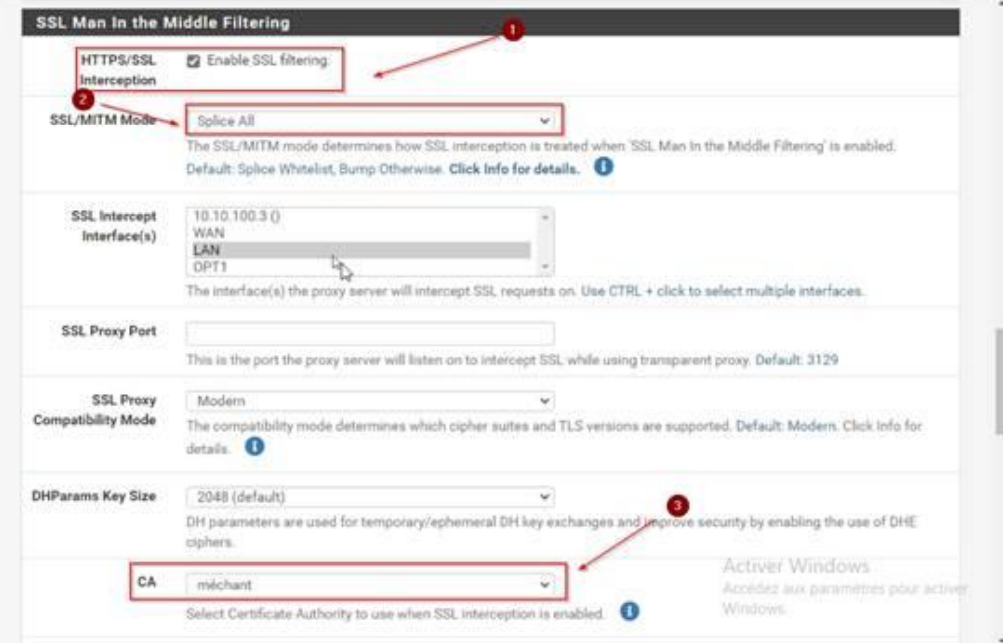 SSL Man In the Middle Filtering
1
HTTPS/SSL Interception
Enable SSL filtering.
2
SSL/MITM Mode
Splice All
The SSL/MITM mode determines how SSL interception is treated when 'SSL Man In the Middle Filtering' is enabled.
Default: Splice Whitelist, Bump Otherwise. Click Info for details.
SSL Intercept Interface(s)
10.10.100.3 ()
WAN
LAN
OPT1
The interface(s) the proxy server will intercept SSL requests on. Use CTRL + click to select multiple interfaces.
SSL Proxy Port
This is the port the proxy server will listen on to intercept SSL while using transparent proxy. Default: 3129
SSL Proxy Compatibility Mode
Modern
The compatibility mode determines which cipher suites and TLS versions are supported. Default: Modern. Click Info for
details.
DHParams Key Size
2048 (default)
3
DH parameters are used for temporary/ephemeral DH key exchanges and improve security by enabling the use of DHE
ciphers.
CA
méchant
Select Certificate Authority to use when SSL interception is enabled.
Activer Windows
Accédez aux paramètres pour activer
Windows.